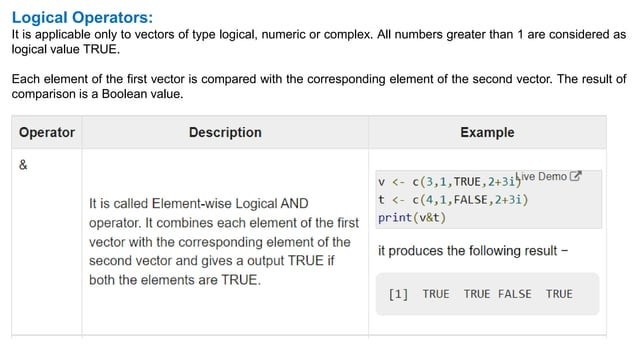 Logical Operators:
It is applicable only to vectors of type logical, numeric or complex. All numbers greater than 1 are considered as
logical value TRUE.
Each element of the first vector is compared with the corresponding element of the second vector. The result of
comparison is a Boolean value.
Operator Description Example
&
It is called Element-wise Logical AND
operator. It combines each element of the first
vector with the corresponding element of the
second vector and gives a output TRUE if
both the elements are TRUE.
Live Demo
v <- c(3,1,TRUE,2+3i)
t <- c(4,1,FALSE,2+3i)
print(v&t)
it produces the following result −
[1] TRUE TRUE FALSE TRUE